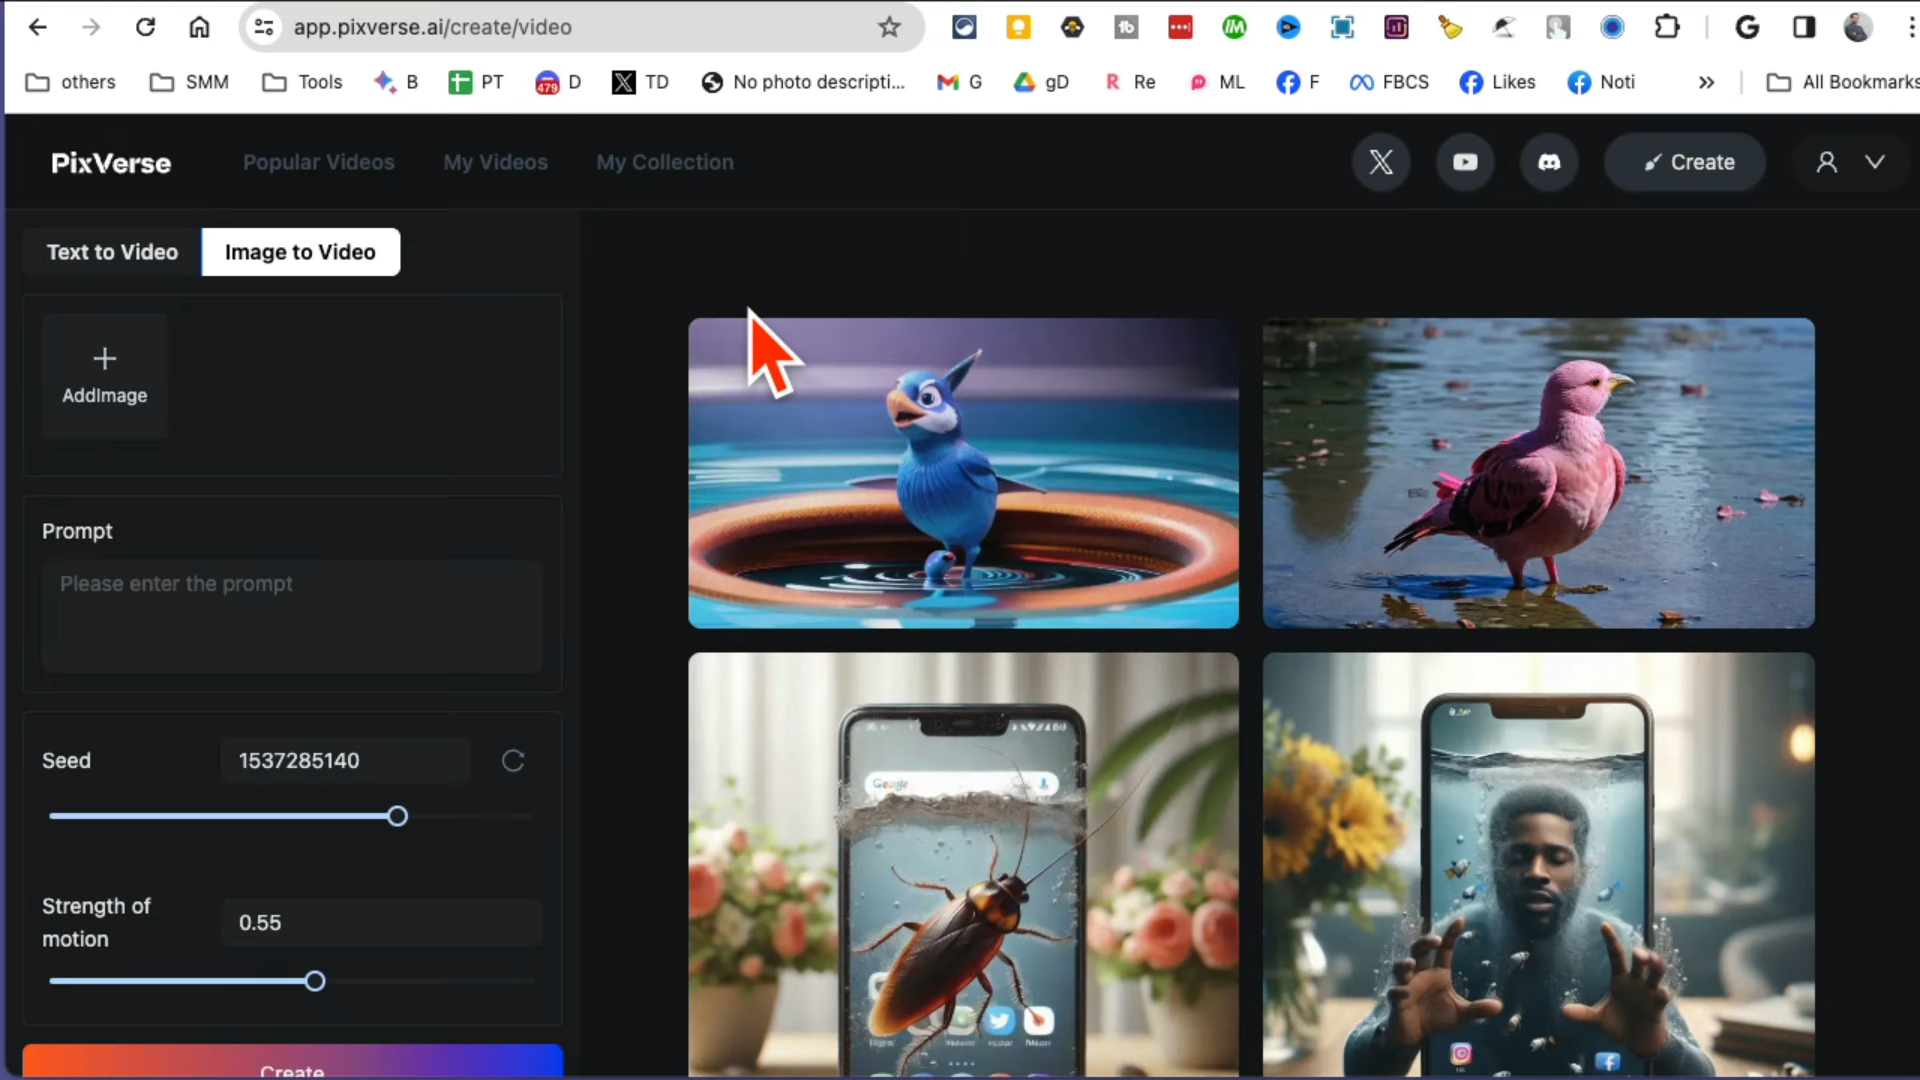 app.pixverse.ai/create/video
others
SMM
Tools
B
PT
479
D
TD
No photo descripti...
G
gD
R
Re
ML
F
FBCS
Likes
Noti
All Bookmarks
PixVerse
Popular Videos
My Videos
My Collection
Create
Text to Video
Image to Video
AddImage
Prompt
Please enter the prompt
Seed
1537285140
Strength of
motion
0.55
Create
Google